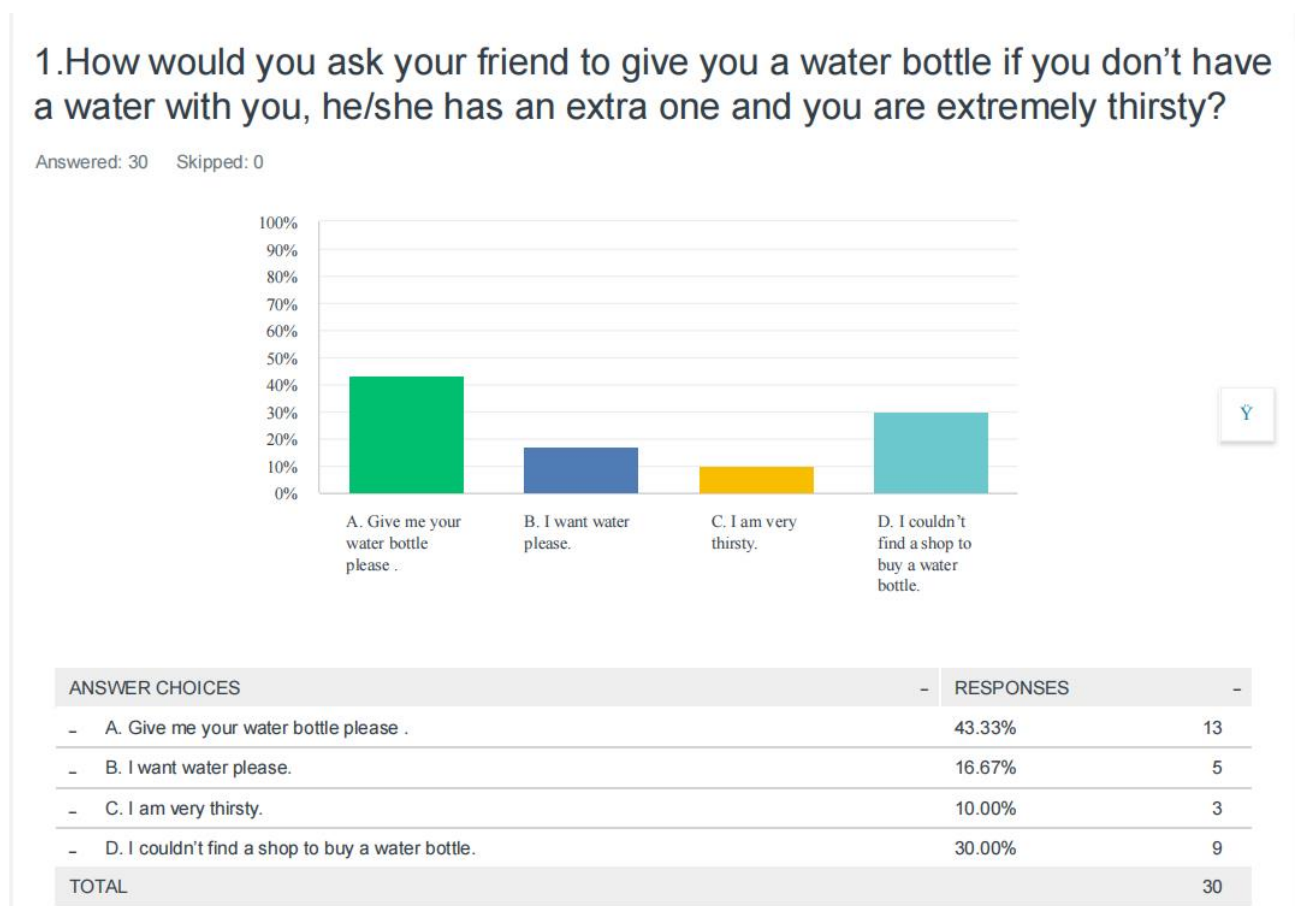 1.How would you ask your friend to give you a water bottle if you don’t have
a water with you, he/she has an extra one and you are extremely thirsty?
Answered: 30 Skipped: 0
100%
90%
80%
70%
60%
50%
40%
30%
20%
10%
0%
A. Give me your
water bottle
please .
B. I want water
please.
C. I am very
thirsty.
D. I couldn’t
find a shop to
buy a water
bottle.
Ÿ
ANSWER CHOICES – RESPONSES –
– A. Give me your water bottle please . 43.33% 13
– B. I want water please. 16.67% 5
– C. I am very thirsty. 10.00% 3
– D. I couldn’t find a shop to buy a water bottle. 30.00% 9
TOTAL 30